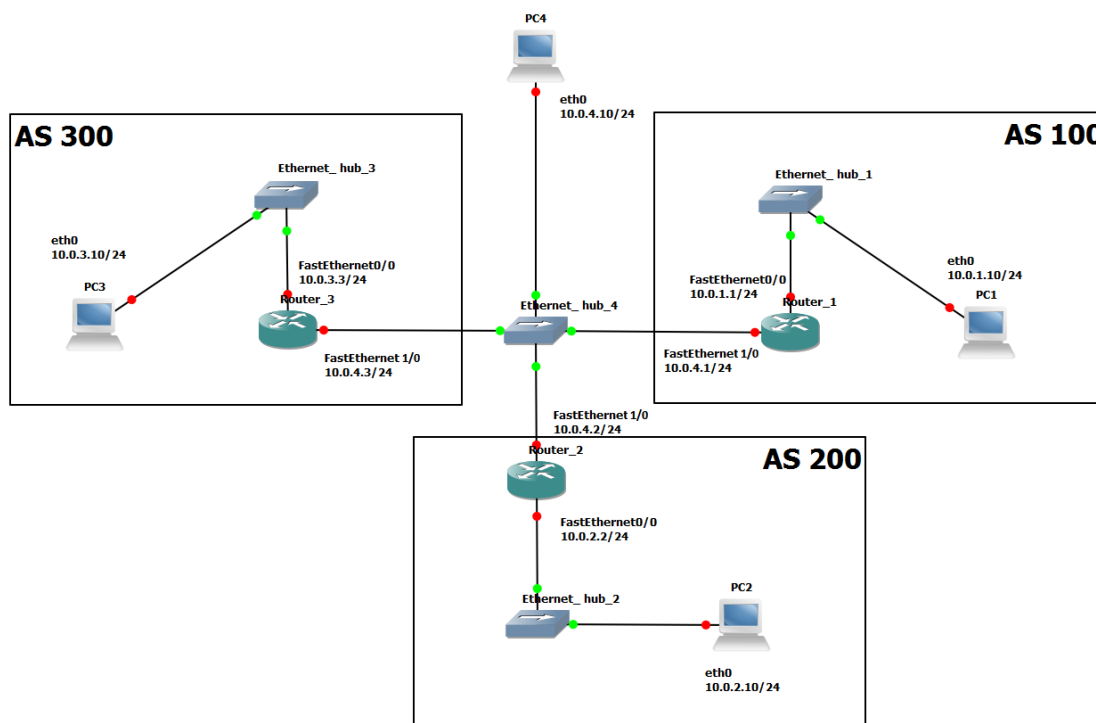 PC4
eth0
10.0.4.10/24
AS 300
AS 100
Ethernet_ hub_3
Ethernet_ hub_1
eth0
10.0.3.10/24
eth0
10.0.1.10/24
FastEthernet0/0
10.0.3.3/24
FastEthernet0/0
10.0.1.1/24
PC3
Router_3
Ethernet_ hub_4
Router_1
PC1
FastEthernet 1/0
10.0.4.3/24
FastEthernet 1/0
10.0.4.1/24
FastEthernet 1/0
10.0.4.2/24
Router_2
AS 200
FastEthernet0/0
10.0.2.2/24
Ethernet_ hub_2
PC2
eth0
10.0.2.10/24